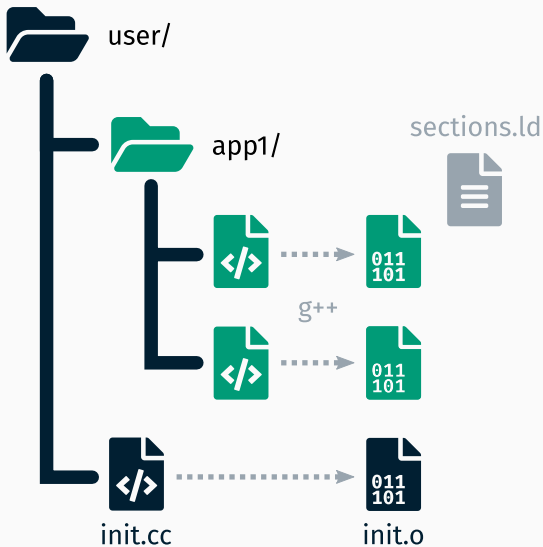 user/
app1/
sections.ld
</>
011
101
g++
</>
011
101
</>
011
101
init.cc
init.o